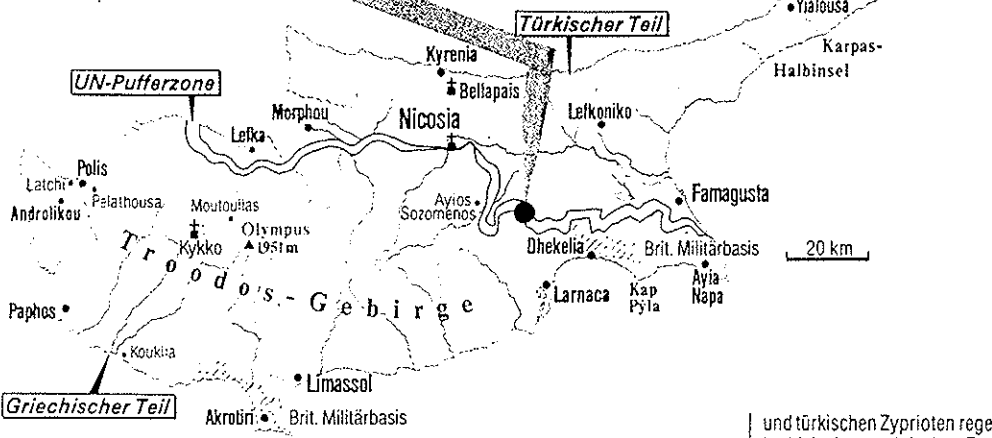 Yialousa
Türkischer Teil
Karpas-
Halbinsel
Kyrenia
UN-Pufferzone
Bellapais
Morphou
Nicosia
Lefkoniko
Lefka
Polis
Latchi
Pelathousa
Androlikou
Moutoullas
Ayios
Sozomenos
Famagusta
Olympus
1951m
Kykko
Dhekelia
Brit. Militärbasis
20 km
Troodos-Gebirge
Ayia
Napa
Larnaca
Kap
Pyla
Paphos
Kouklia
Limassol
Griechischer Teil
Akrotiri
Brit. Militärbasis
und türkischen Zyprioten rege